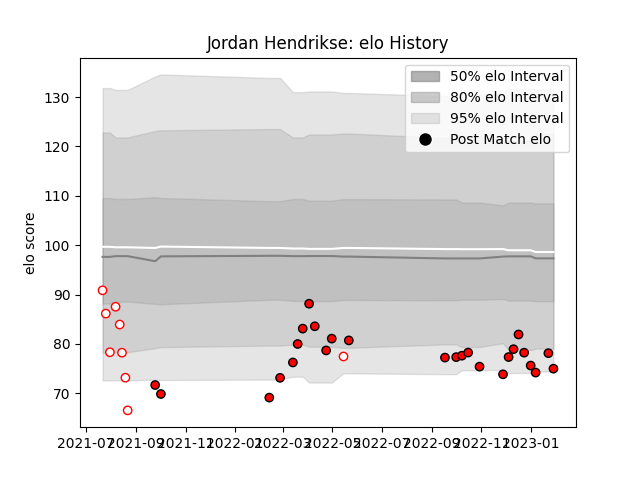 Jordan Hendrikse: elo History
50% elo Interval
80% elo Interval
95% elo Interval
Post Match elo
elo score
130
120
110
100
90
80
70
2021-07 2021-09 2021-11 2022-01 2022-03 2022-05 2022-07 2022-09 2022-11 2023-01